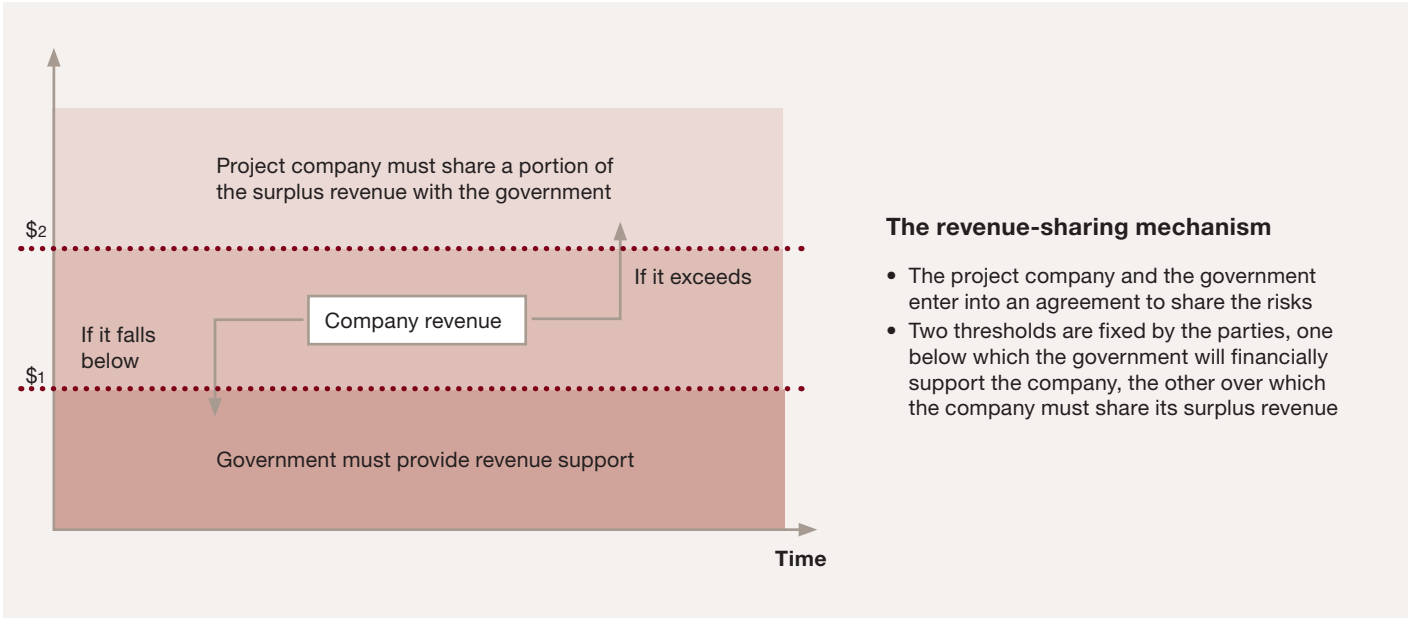 Project company must share a portion of
the surplus revenue with the government
$2
If it exceeds
Company revenue
If it falls
below
$1
Government must provide revenue support
Time
The revenue-sharing mechanism
• The project company and the government
enter into an agreement to share the risks
• Two thresholds are fixed by the parties, one
below which the government will financially
support the company, the other over which
the company must share its surplus revenue